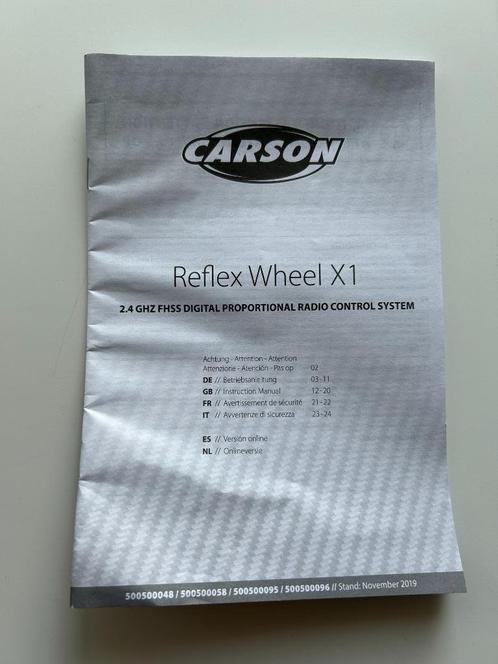 CARSON
Reflex Wheel X1
2.4 GHZ FHSS DIGITAL PROPORTIONAL RADIO CONTROL SYSTEM
Achtung - Attention - Attention
Attenzione - Atención - Pas op 02
DE // Betriebsanleitung 03-11
GB // Instruction Manual 12-20
FR // Avertissement de sécurité 21-22
IT // Avvertenze di sicurezza 23-24
ES // Versión online
NL // Onlineversie
500500048 / 500500058 / 500500095 / 500500096 // Stand: November 2019